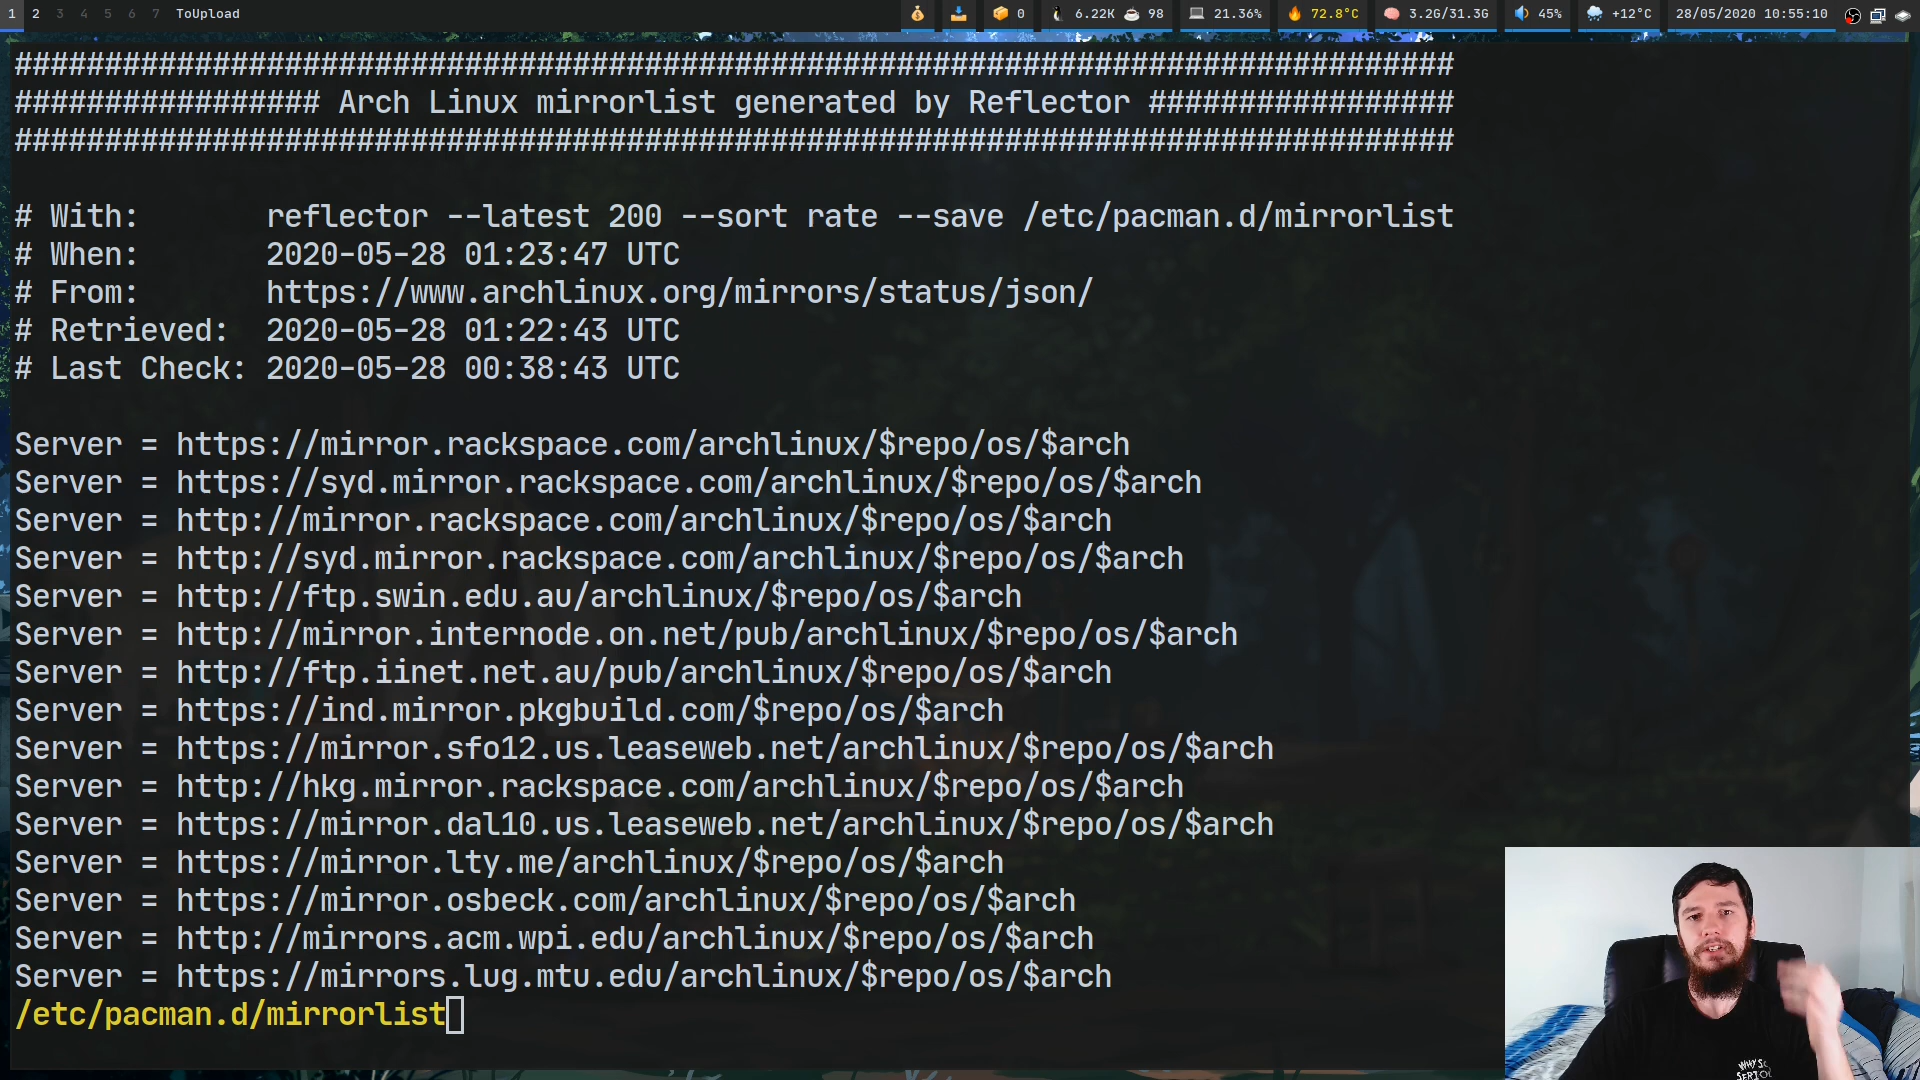 1 2 3 4 5 6 7 ToUpload 0 6.22K 98 21.36% 72.8°C 3.2G/31.3G 45% +12°C 28/05/2020 10:55:10
################################################################################
################# Arch Linux mirrorlist generated by Reflector #################
################################################################################
# With:       reflector --latest 200 --sort rate --save /etc/pacman.d/mirrorlist
# When:       2020-05-28 01:23:47 UTC
# From:       https://www.archlinux.org/mirrors/status/json/
# Retrieved:  2020-05-28 01:22:43 UTC
# Last Check: 2020-05-28 00:38:43 UTC
Server = https://mirror.rackspace.com/archlinux/$repo/os/$arch
Server = https://syd.mirror.rackspace.com/archlinux/$repo/os/$arch
Server = http://mirror.rackspace.com/archlinux/$repo/os/$arch
Server = http://syd.mirror.rackspace.com/archlinux/$repo/os/$arch
Server = http://ftp.swin.edu.au/archlinux/$repo/os/$arch
Server = http://mirror.internode.on.net/pub/archlinux/$repo/os/$arch
Server = http://ftp.iinet.net.au/pub/archlinux/$repo/os/$arch
Server = https://ind.mirror.pkgbuild.com/$repo/os/$arch
Server = https://mirror.sfo12.us.leaseweb.net/archlinux/$repo/os/$arch
Server = http://hkg.mirror.rackspace.com/archlinux/$repo/os/$arch
Server = https://mirror.dal10.us.leaseweb.net/archlinux/$repo/os/$arch
Server = https://mirror.lty.me/archlinux/$repo/os/$arch
Server = https://mirror.osbeck.com/archlinux/$repo/os/$arch
Server = http://mirrors.acm.wpi.edu/archlinux/$repo/os/$arch
Server = https://mirrors.lug.mtu.edu/archlinux/$repo/os/$arch
/etc/pacman.d/mirrorlist
WHY SO